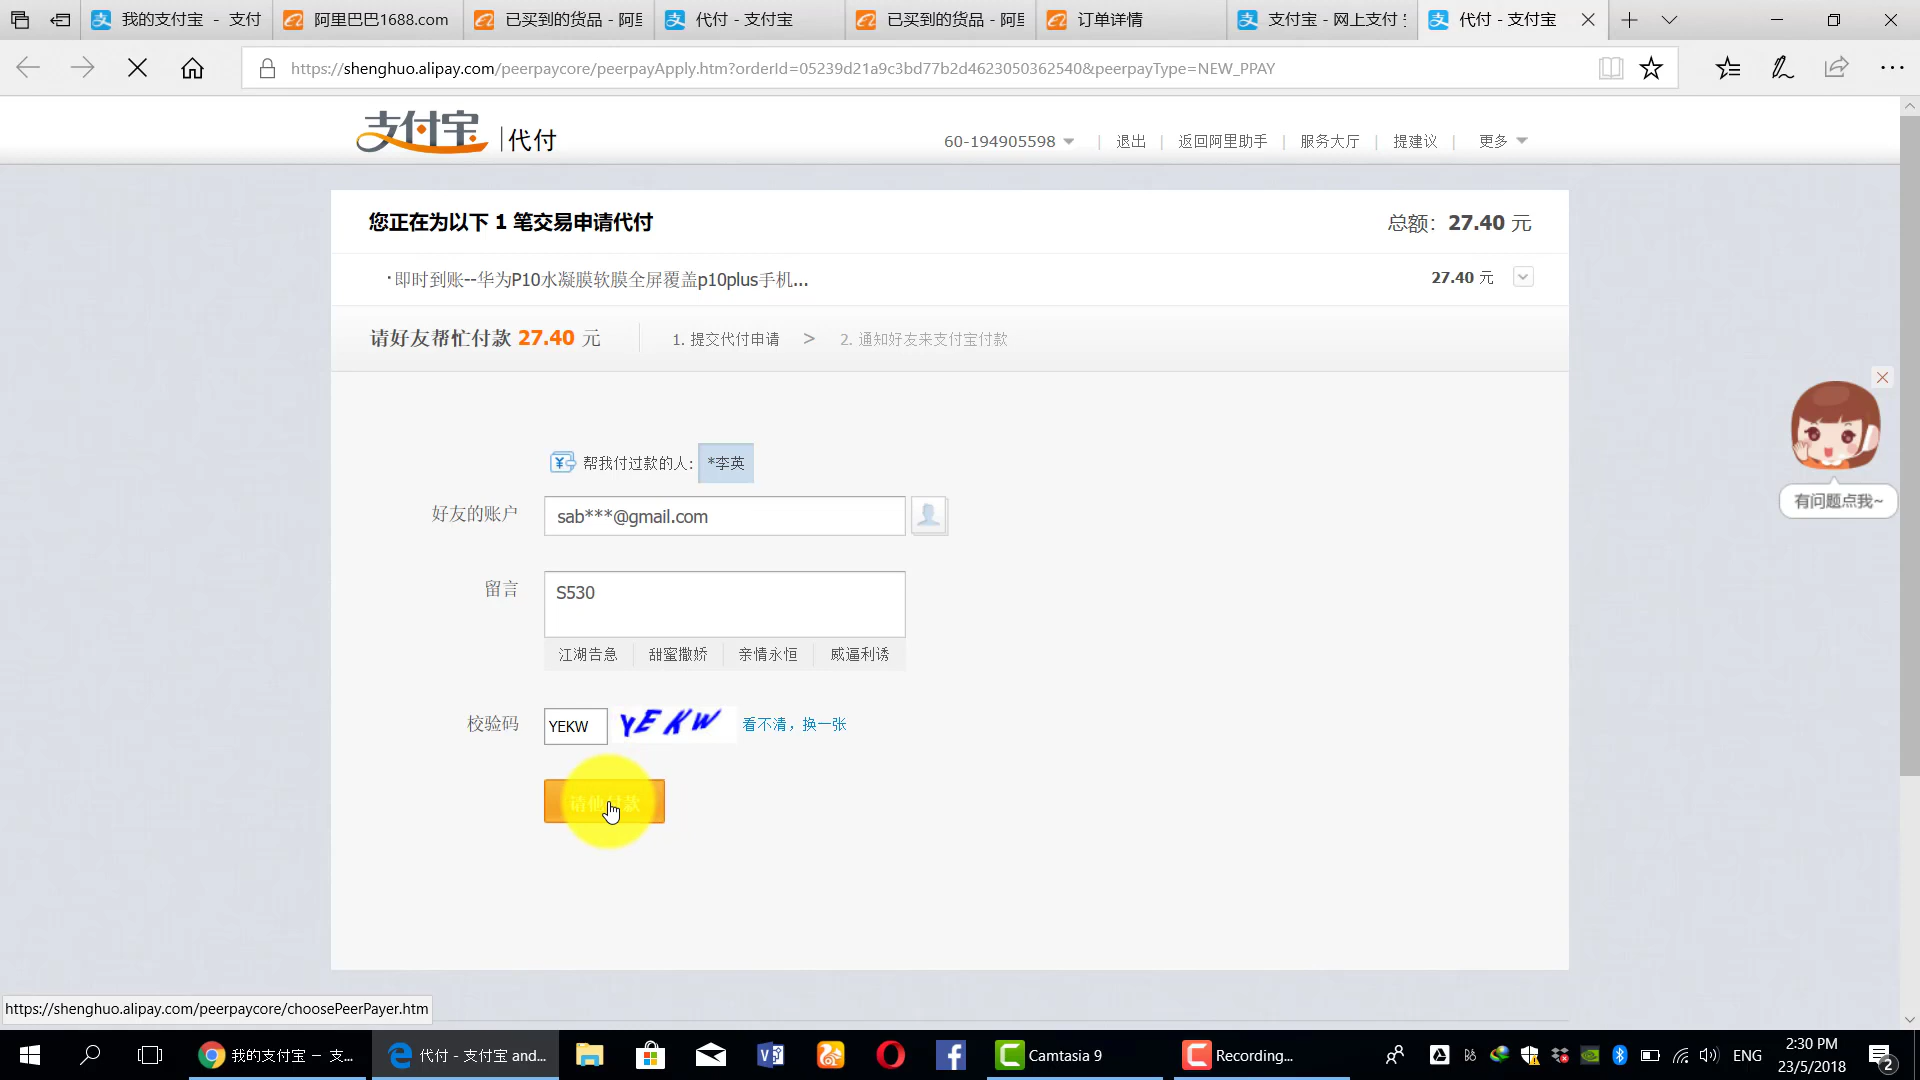 我的支付宝 - 支付
阿里巴巴1688.com
已买到的货品 - 阿里
代付 - 支付宝
已买到的货品 - 阿里
订单详情
支付宝 - 网上支付
代付 - 支付宝
https://shenghuo.alipay.com/peerpaycore/peerpayApply.htm?orderId=05239d21a9c3bd77b2d4623050362540&peerpayType=NEW_PPAY
支付宝 | 代付
60-194905598 | 退出 | 返回阿里助手 | 服务大厅 | 提建议 | 更多
您正在为以下 1 笔交易申请代付
总额： 27.40 元
·即时到账--华为P10水凝膜软膜全屏覆盖p10plus手机...
27.40 元
请好友帮忙付款 27.40 元
1. 提交代付申请 > 2. 通知好友来支付宝付款
帮我付过款的人: *李英
好友的账户 sab***@gmail.com
留言 S530
江湖告急 甜蜜撒娇 亲情永恒 威逼利诱
校验码 YEKW YEKW 看不清，换一张
请他付款
有问题点我~
https://shenghuo.alipay.com/peerpaycore/choosePeerPayer.htm
我的支付宝 － 支...
代付 - 支付宝 and...
Camtasia 9
Recording...
ENG
2:30 PM
23/5/2018
2